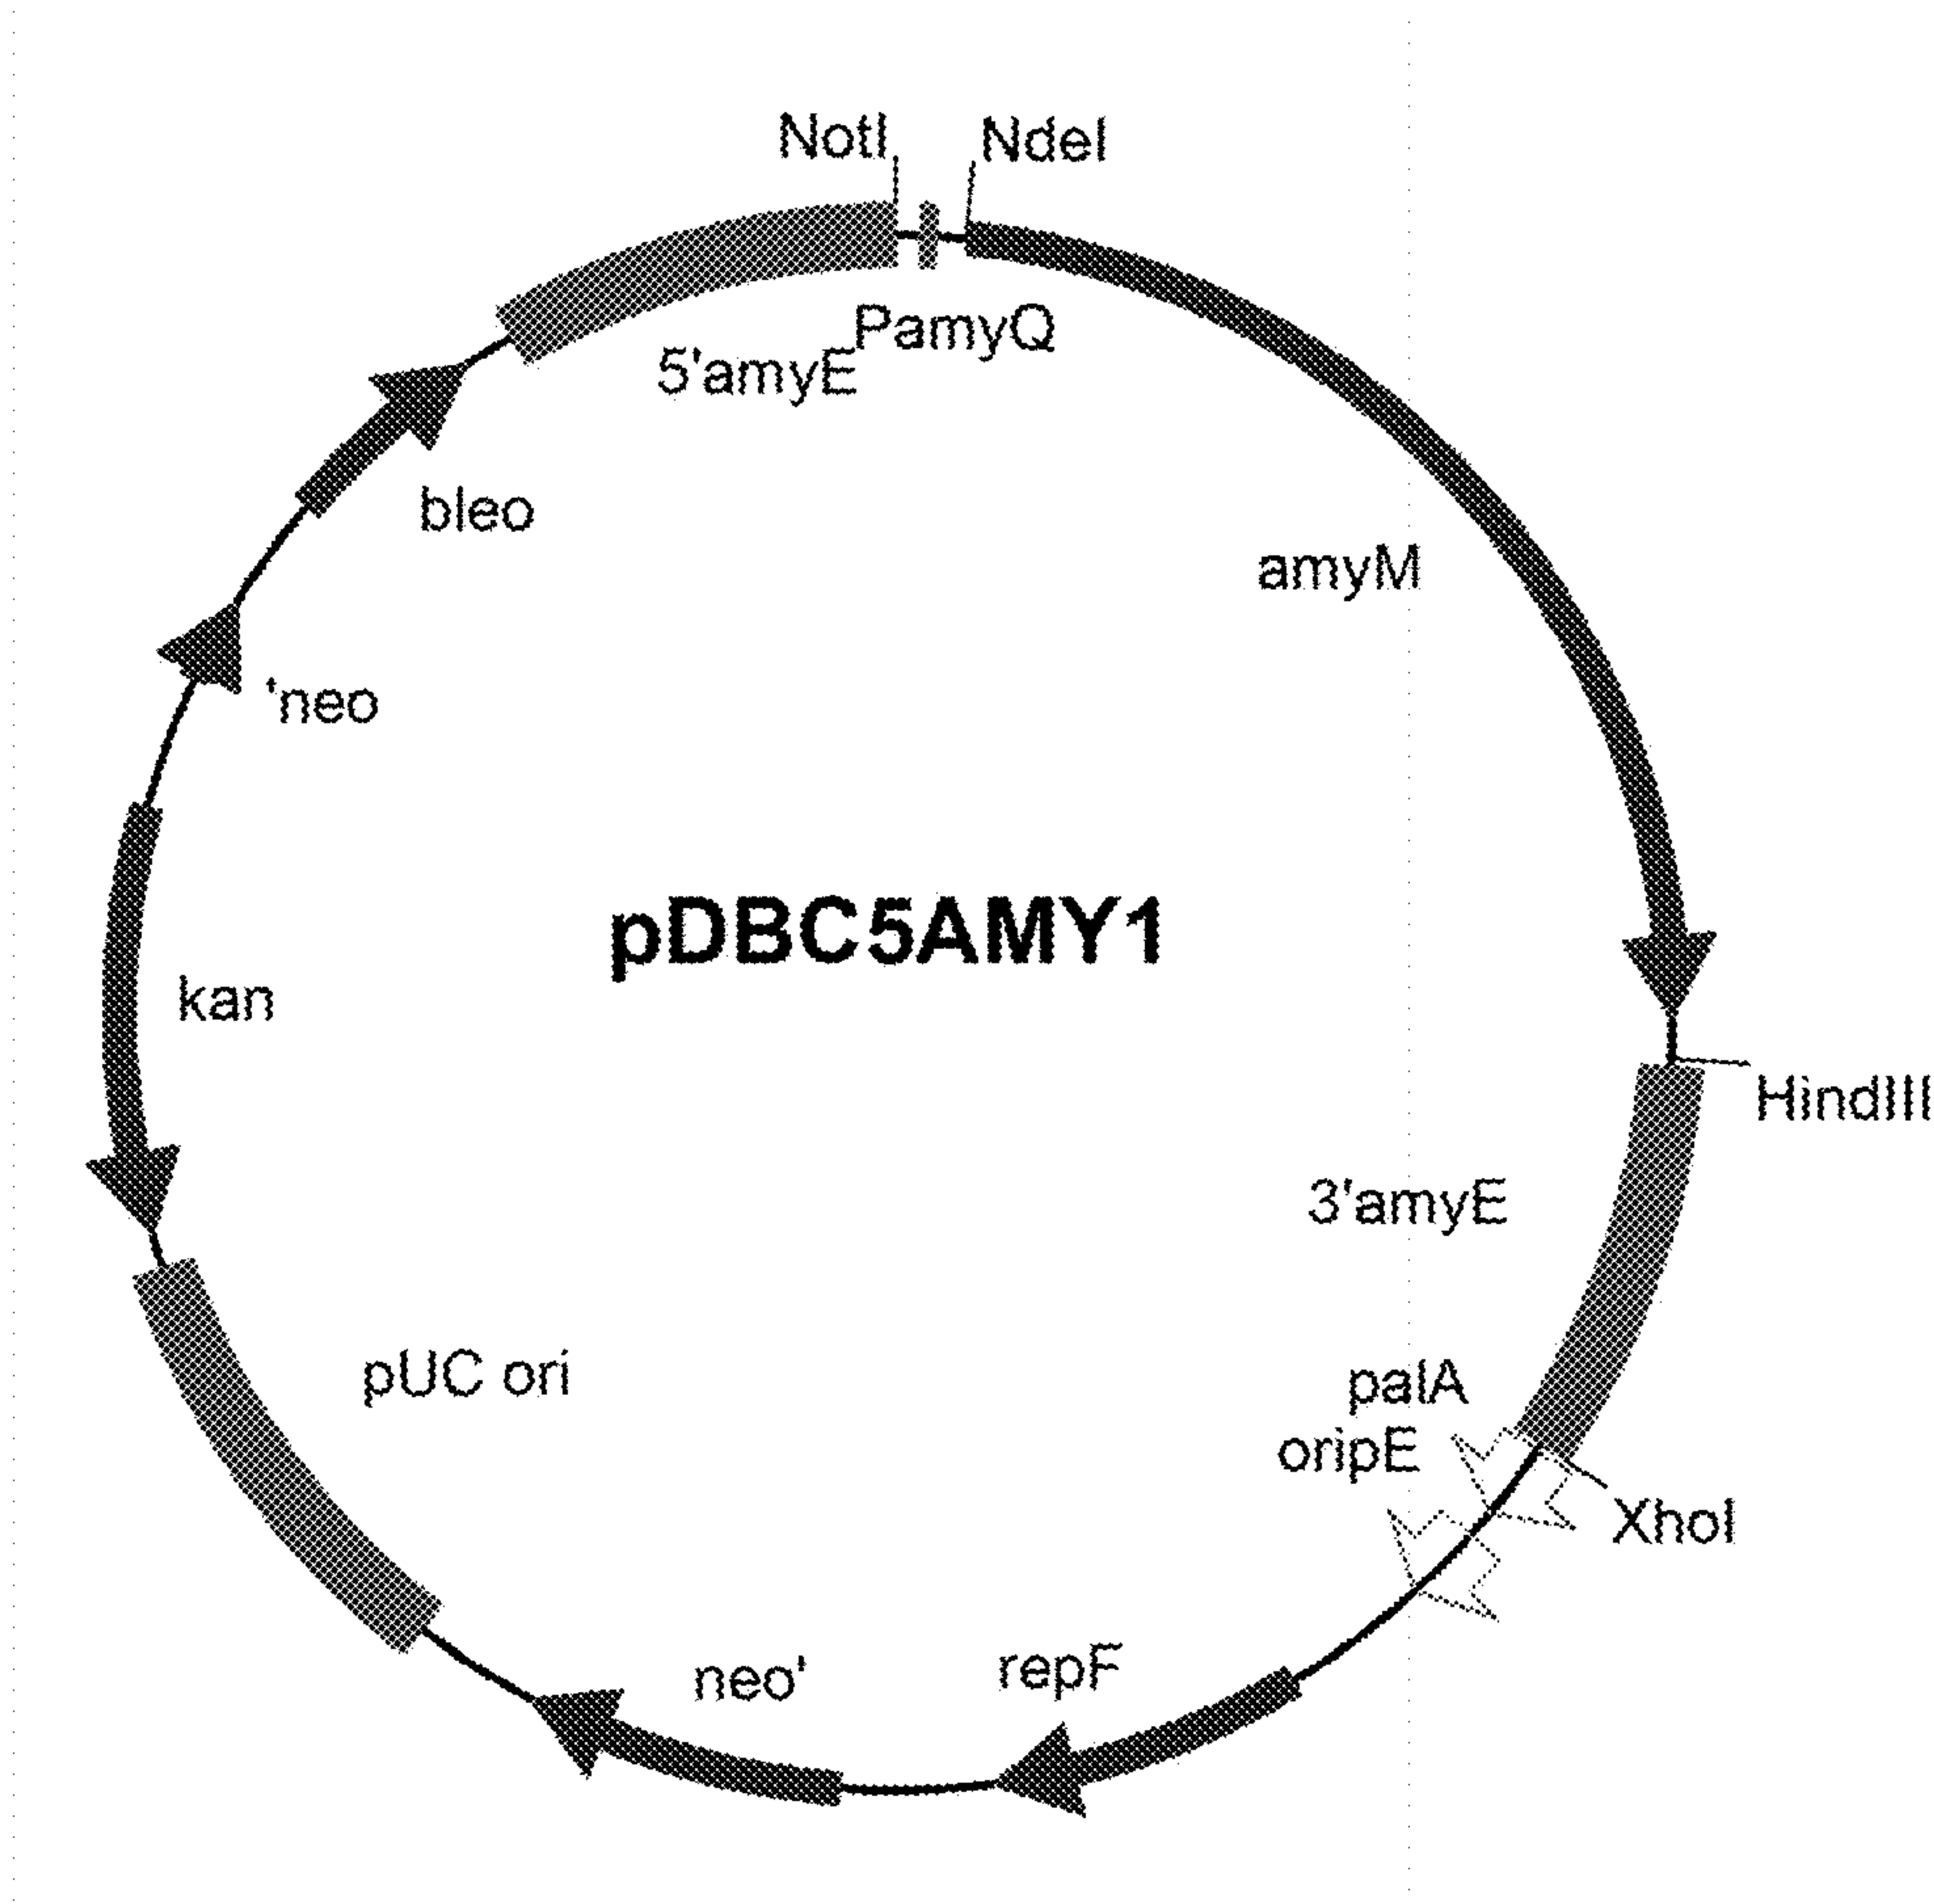 NotI
NdeI
PamyQ
5'amyE
bleo
amyM
'neo
pDBC5AMY1
kan
HindIII
3'amyE
pUC ori
palA
oripE
XhoI
neo'
repF